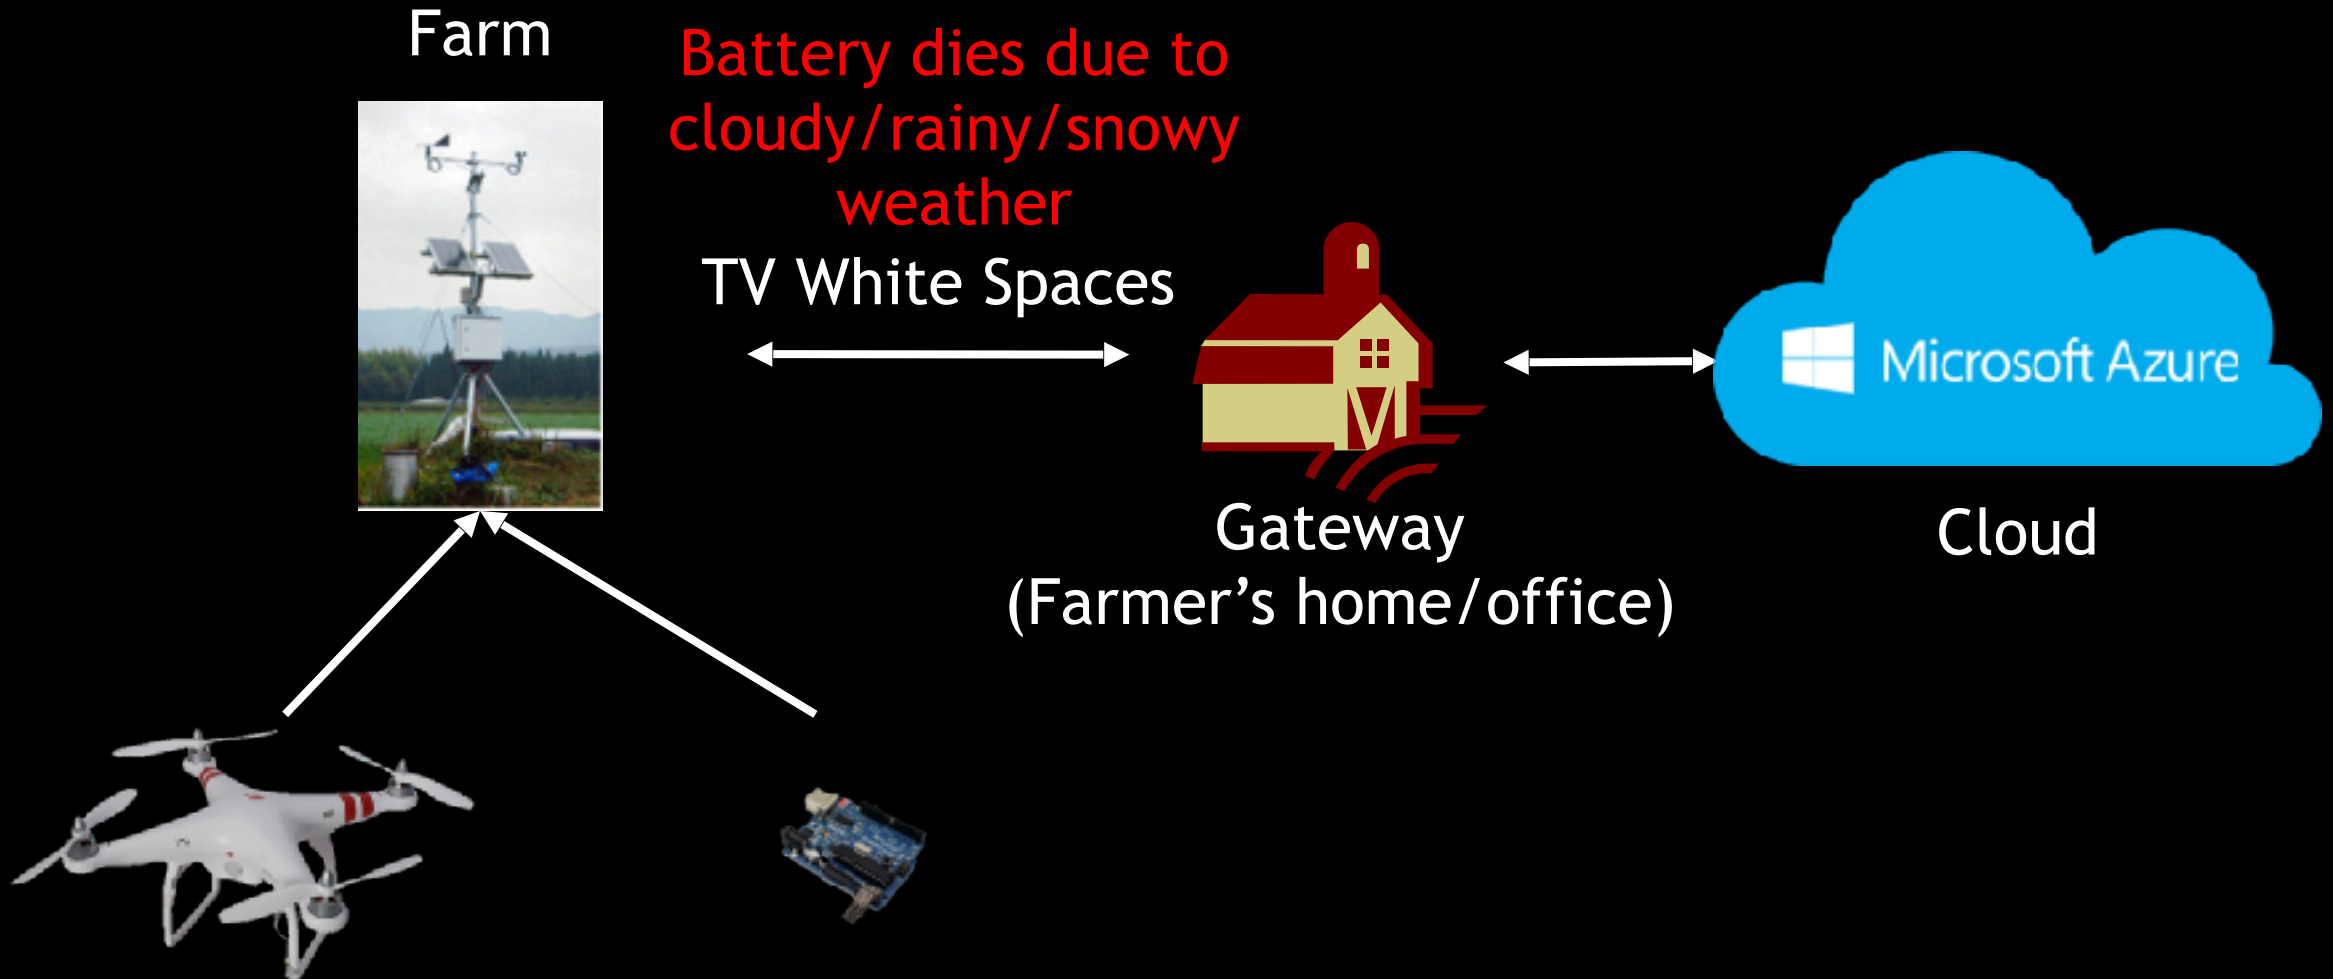 Farm
Battery dies due to
cloudy/rainy/snowy
weather
TV White Spaces
Microsoft Azure
Gateway
(Farmer’s home/office)
Cloud